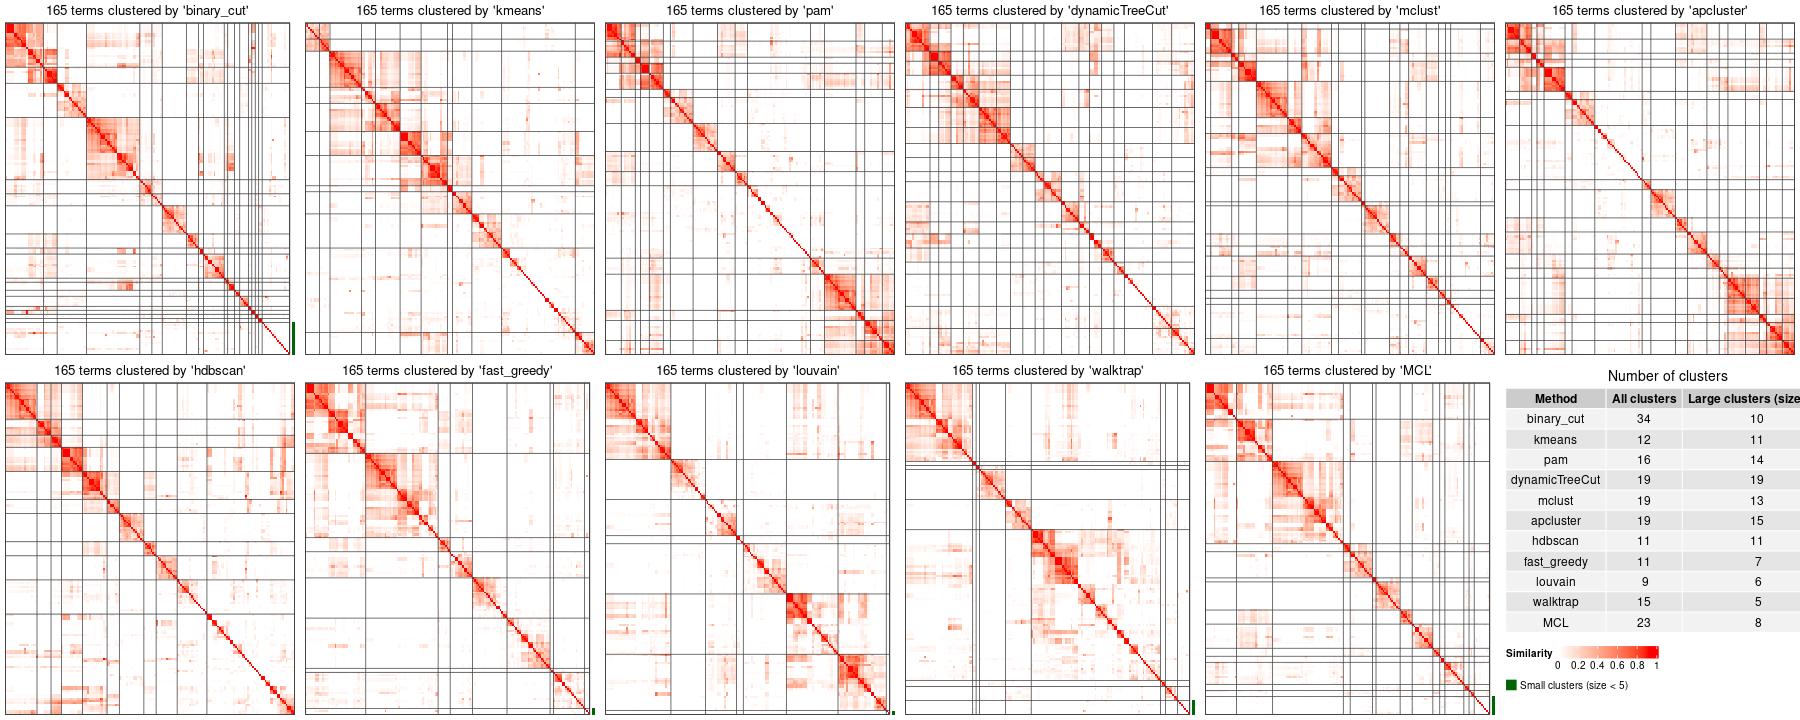 165 terms clustered by 'binary_cut'
165 terms clustered by 'kmeans'
165 terms clustered by 'pam'
165 terms clustered by 'dynamicTreeCut'
165 terms clustered by 'mclust'
165 terms clustered by 'apcluster'
165 terms clustered by 'hdbscan'
165 terms clustered by 'fast_greedy'
165 terms clustered by 'louvain'
165 terms clustered by 'walktrap'
165 terms clustered by 'MCL'
Number of clusters
Method All clusters Large clusters (size
binary_cut 34 10
kmeans 12 11
pam 16 14
dynamicTreeCut 19 19
mclust 19 13
apcluster 19 15
hdbscan 11 11
fast_greedy 11 7
louvain 9 6
walktrap 15 5
MCL 23 8
Similarity
0 0.2 0.4 0.6 0.8 1
Small clusters (size < 5)